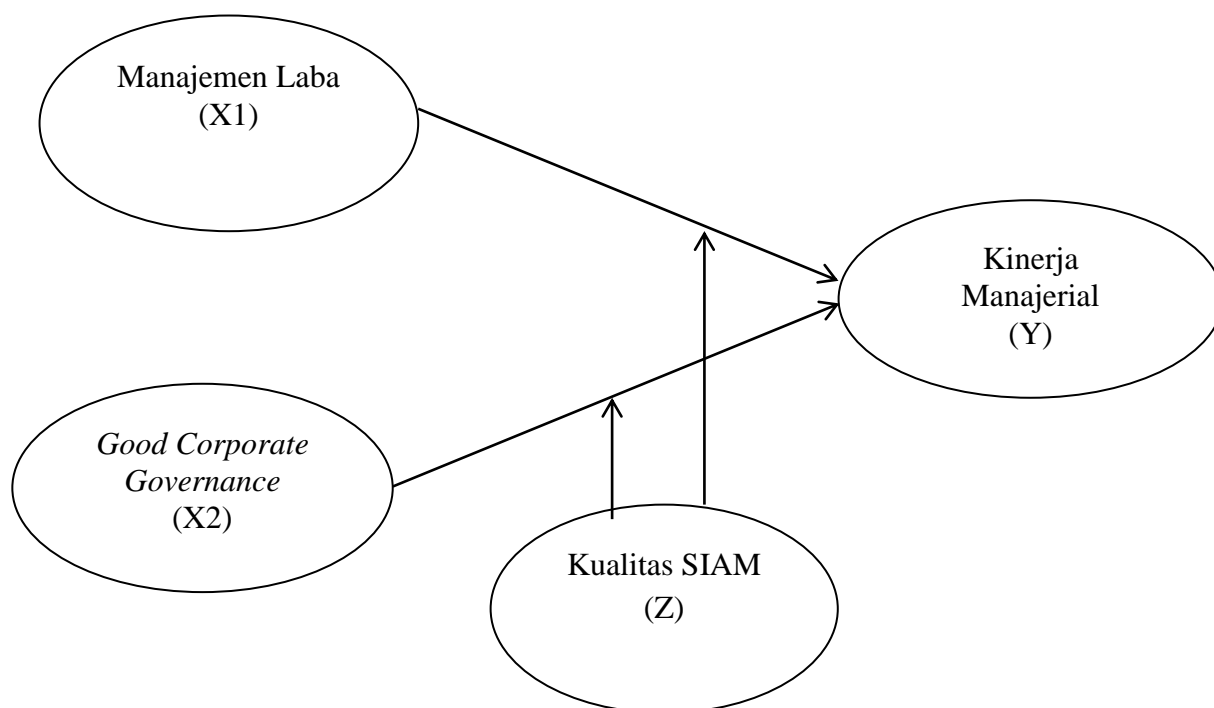 Manajemen Laba
(X1)
Kinerja
Manajerial
(Y)
Good Corporate
Governance
(X2)
Kualitas SIAM
(Z)